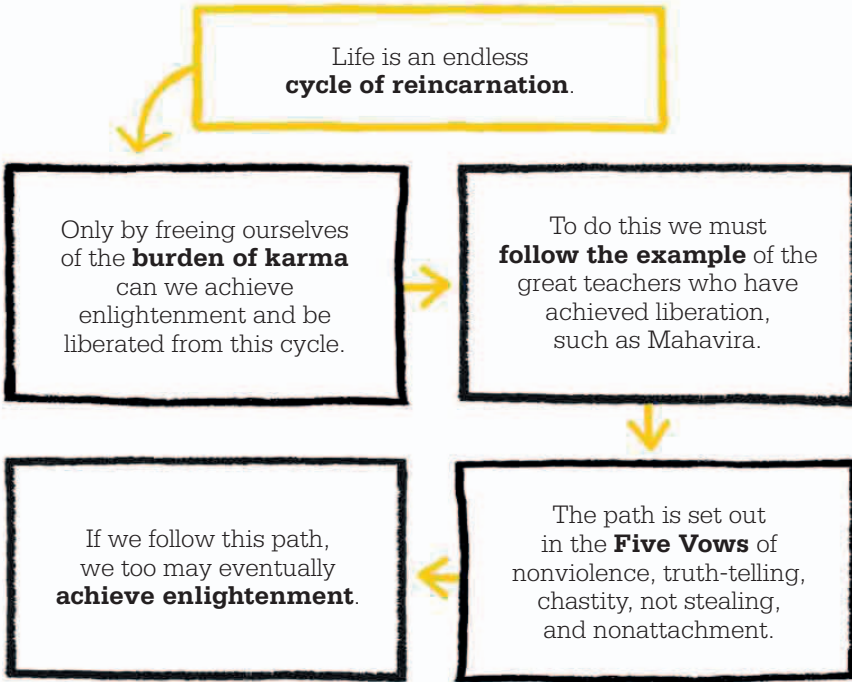 Life is an endless
cycle of reincarnation.
Only by freeing ourselves
of the burden of karma
can we achieve
enlightenment and be
liberated from this cycle.
To do this we must
follow the example of the
great teachers who have
achieved liberation,
such as Mahavira.
The path is set out
in the Five Vows of
nonviolence, truth-telling,
chastity, not stealing,
and nonattachment.
If we follow this path,
we too may eventually
achieve enlightenment.